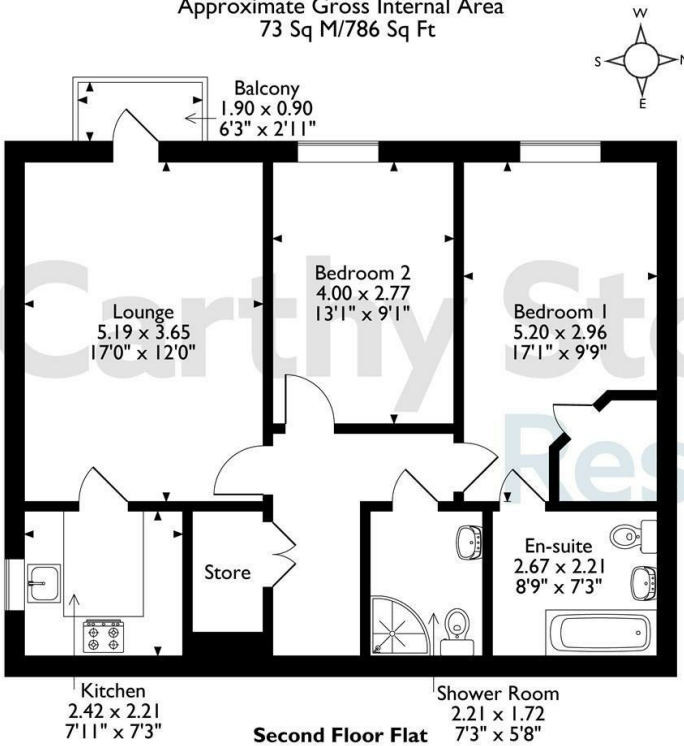 Approximate Gross Internal Area
73 Sq M/786 Sq Ft
W
S
N
E
Balcony
1.90 x 0.90
6'3" x 2'11"
Lounge
5.19 x 3.65
17'0" x 12'0"
Bedroom 2
4.00 x 2.77
13'1" x 9'1"
Bedroom 1
5.20 x 2.96
17'1" x 9'9"
Carthy Sto
Res
Store
En-suite
2.67 x 2.21
8'9" x 7'3"
Kitchen
2.42 x 2.21
7'11" x 7'3"
Shower Room
2.21 x 1.72
7'3" x 5'8"
Second Floor Flat